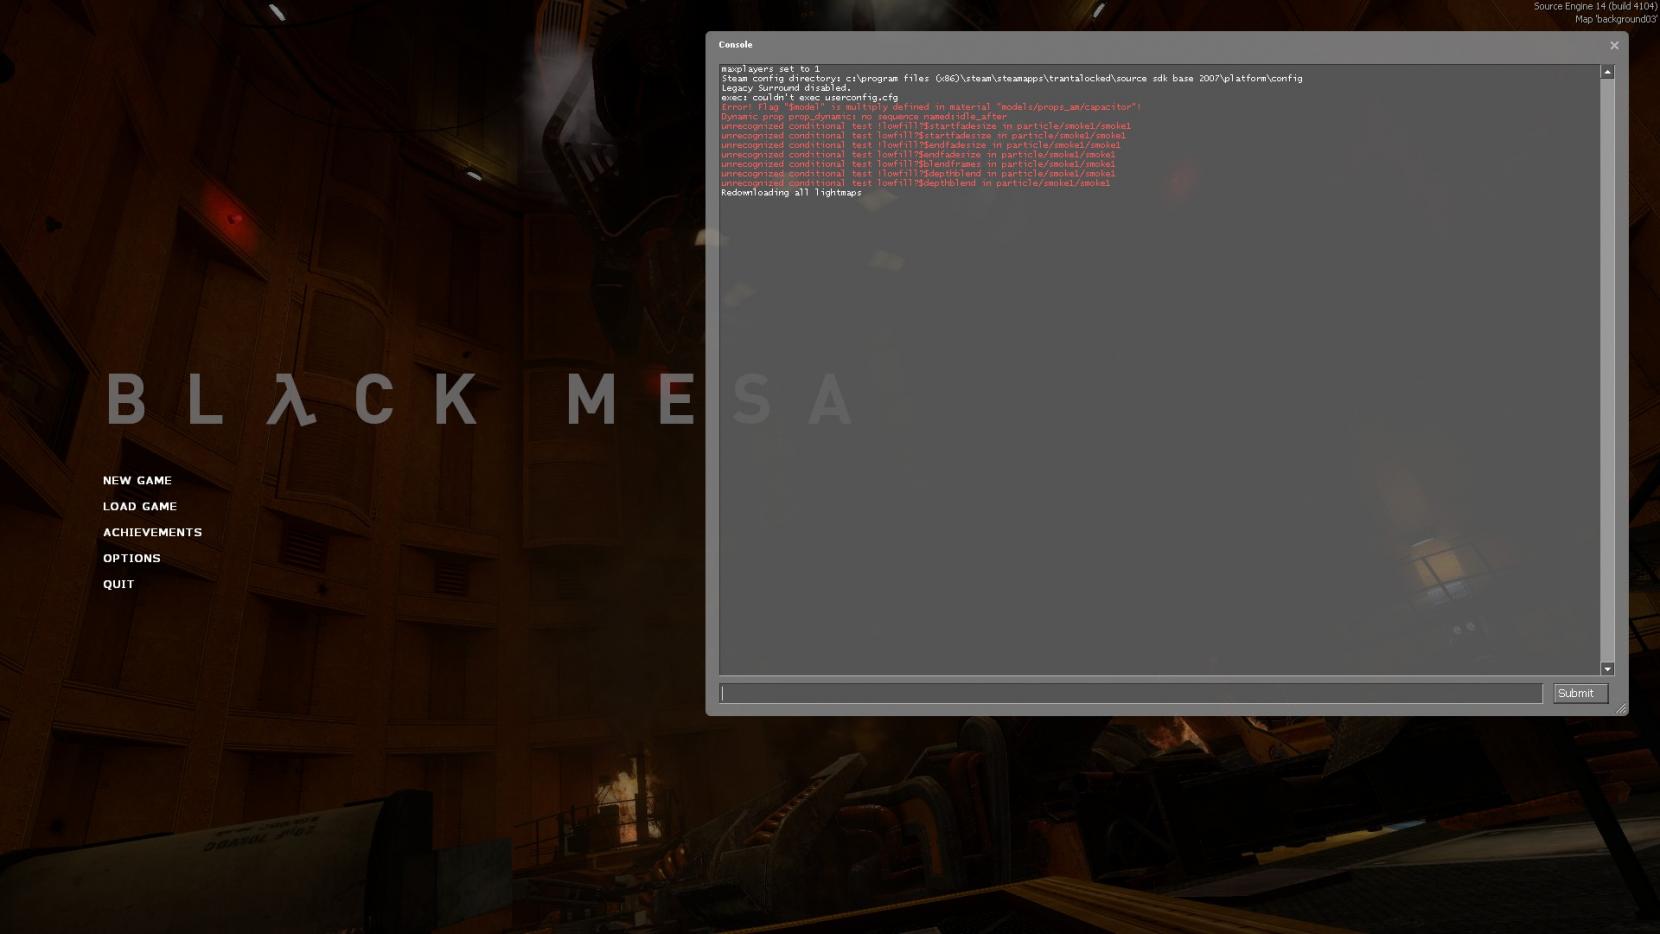 Source Engine 14 (build 4104)
Map 'background03'
Console
maxplayers set to 1
Steam config directory: c:\program files (x86)\steam\steamapps\trantalocked\source sdk base 2007\platform\config
Legacy Surround disabled.
exec: couldn't exec userconfig.cfg
Error! Flag "$model" is multiply defined in material "models/props_am/capacitor"!
Dynamic prop prop_dynamic: no sequence named:idle_after
unrecognized conditional test !lowfill?$startfadesize in particle/smoke1/smoke1
unrecognized conditional test lowfill?$startfadesize in particle/smoke1/smoke1
unrecognized conditional test !lowfill?$endfadesize in particle/smoke1/smoke1
unrecognized conditional test lowfill?$endfadesize in particle/smoke1/smoke1
unrecognized conditional test lowfill?$blendframes in particle/smoke1/smoke1
unrecognized conditional test !lowfill?$depthblend in particle/smoke1/smoke1
unrecognized conditional test lowfill?$depthblend in particle/smoke1/smoke1
Redownloading all lightmaps
BLλCK MESA
NEW GAME
LOAD GAME
ACHIEVEMENTS
OPTIONS
QUIT
Submit